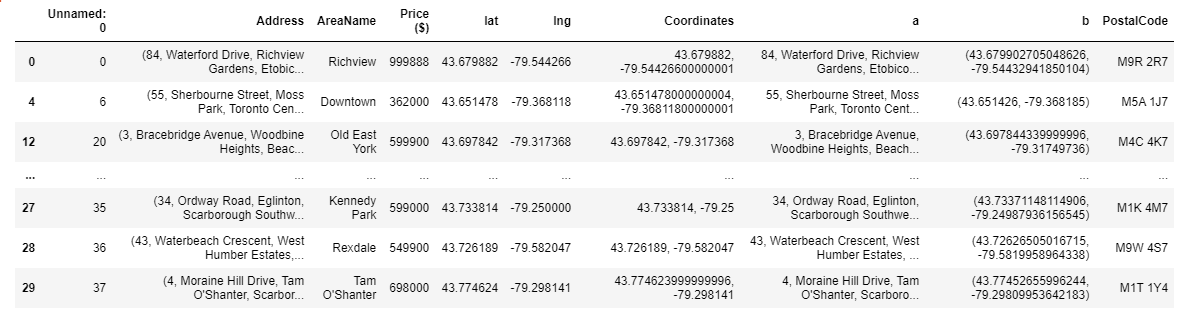 Unnamed: 0 Address AreaName Price ($) lat lng Coordinates a b PostalCode
0 0 (84, Waterford Drive, Richview Gardens, Etobic... Richview 999888 43.679882 -79.544266 43.679882, -79.54426600000001 84, Waterford Drive, Richview Gardens, Etobico... (43.679902705048626, -79.54432941850104) M9R 2R7
4 6 (55, Sherbourne Street, Moss Park, Toronto Cen... Downtown 362000 43.651478 -79.368118 43.651478000000004, -79.36811800000001 55, Sherbourne Street, Moss Park, Toronto Cent... (43.651426, -79.368185) M5A 1J7
12 20 (3, Bracebridge Avenue, Woodbine Heights, Beac... Old East York 599900 43.697842 -79.317368 43.697842, -79.317368 3, Bracebridge Avenue, Woodbine Heights, Beach... (43.697844339999996, -79.31749736) M4C 4K7
... ... ... ... ... ... ... ... ... ... ...
27 35 (34, Ordway Road, Eglinton, Scarborough Southw... Kennedy Park 599000 43.733814 -79.250000 43.733814, -79.25 34, Ordway Road, Eglinton, Scarborough Southwe... (43.73371148114906, -79.24987936156545) M1K 4M7
28 36 (43, Waterbeach Crescent, West Humber Estates, ... Rexdale 549900 43.726189 -79.582047 43.726189, -79.582047 43, Waterbeach Crescent, West Humber Estates, ... (43.72626505016715, -79.5819958964338) M9W 4S7
29 37 (4, Moraine Hill Drive, Tam O'Shanter, Scarbor... Tam O'Shanter 698000 43.774624 -79.298141 43.774623999999996, -79.298141 4, Moraine Hill Drive, Tam O'Shanter, Scarboro... (43.77452655996244, -79.29809953642183) M1T 1Y4